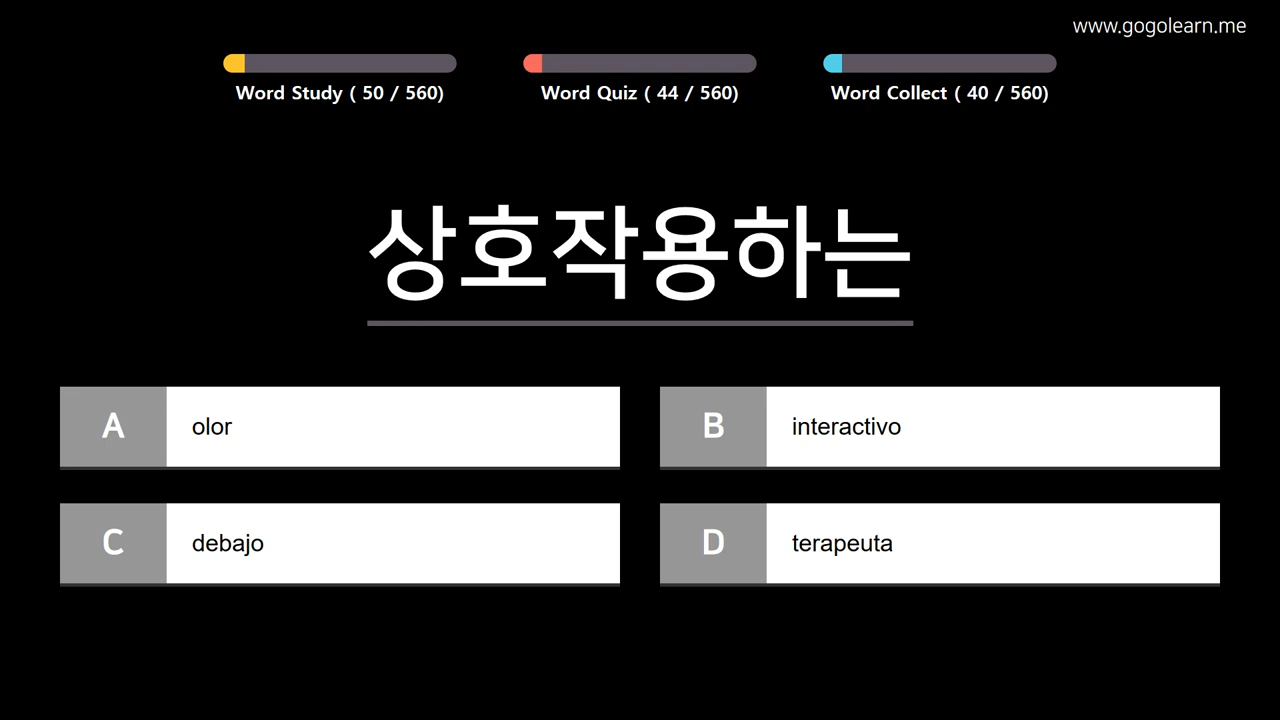 www.gogolearn.me
Word Study ( 50 / 560)
Word Quiz ( 44 / 560)
Word Collect ( 40 / 560)
상호작용하는
A olor
B interactivo
C debajo
D terapeuta